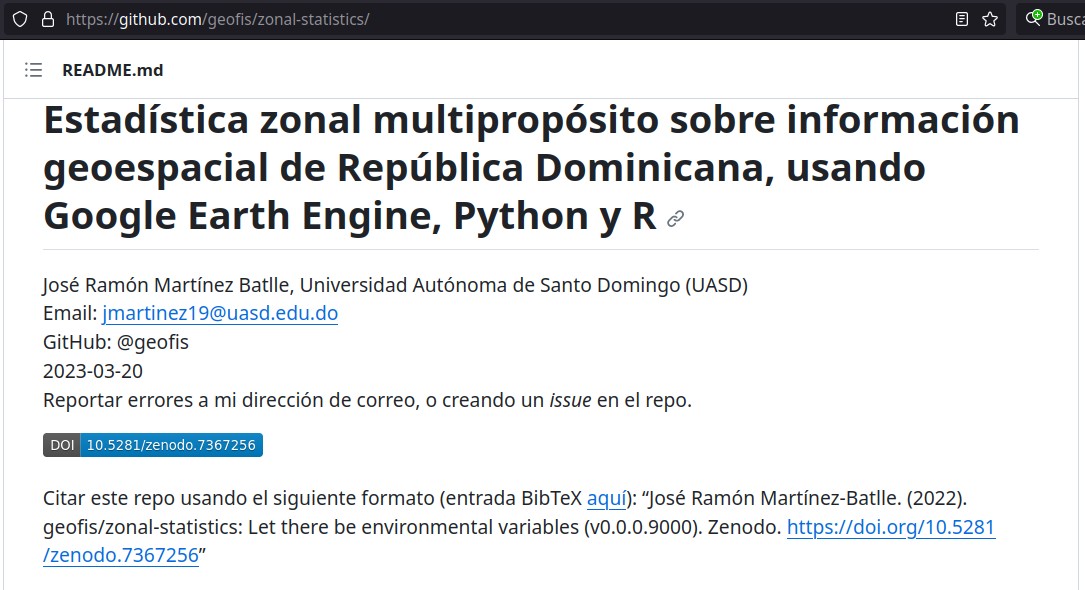 https://github.com/geofis/zonal-statistics/
Busca
README.md
Estadística zonal multipropósito sobre información
geoespacial de República Dominicana, usando
Google Earth Engine, Python y R
José Ramón Martínez Batlle, Universidad Autónoma de Santo Domingo (UASD)
Email: jmartinez19@uasd.edu.do
GitHub: @geofis
2023-03-20
Reportar errores a mi dirección de correo, o creando un issue en el repo.
DOI 10.5281/zenodo.7367256
Citar este repo usando el siguiente formato (entrada BibTeX aquí): “José Ramón Martínez-Batlle. (2022).
geofis/zonal-statistics: Let there be environmental variables (v0.0.0.9000). Zenodo. https://doi.org/10.5281
/zenodo.7367256”